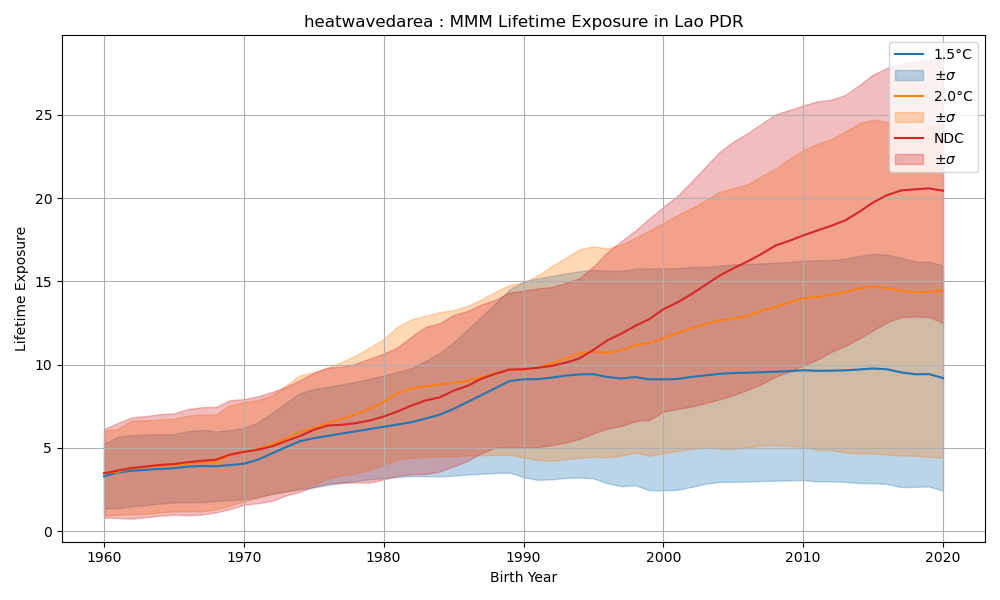 heatwavedarea : MMM Lifetime Exposure in Lao PDR
1.5°C
±σ
2.0°C
±σ
NDC
±σ
Lifetime Exposure
25
20
15
10
5
0
1960 1970 1980 1990 2000 2010 2020
Birth Year